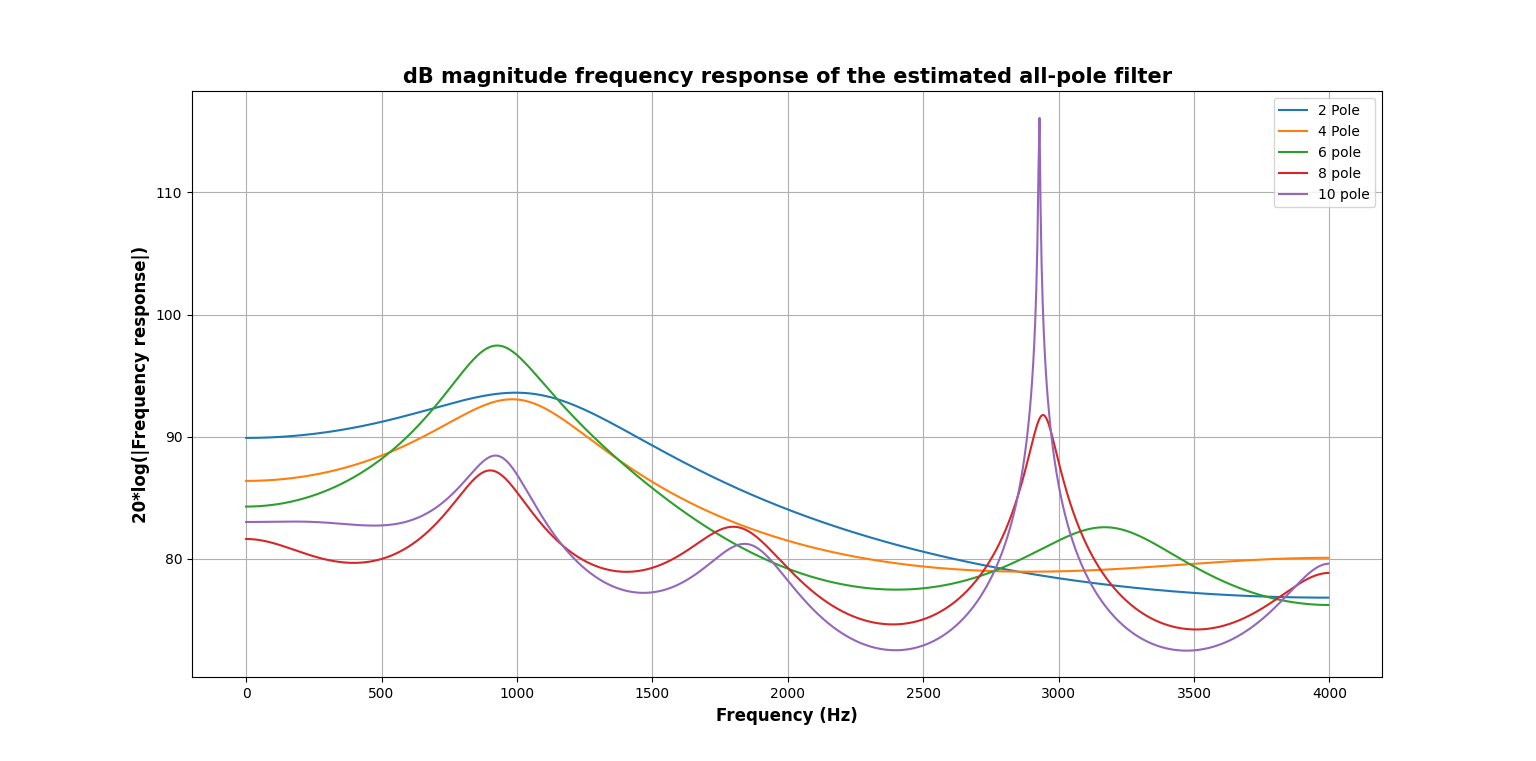 dB magnitude frequency response of the estimated all-pole filter
20*log(|Frequency response|)
110
100
90
80
2 Pole
4 Pole
6 pole
8 pole
10 pole
0 500 1000 1500 2000 2500 3000 3500 4000
Frequency (Hz)